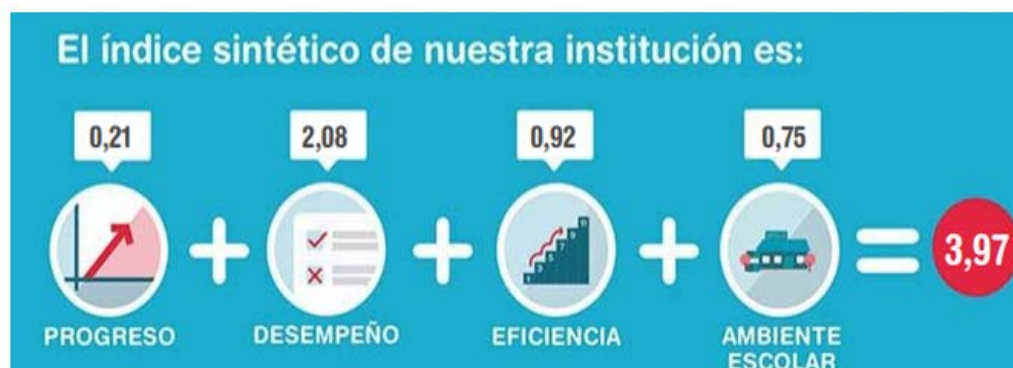 El índice sintético de nuestra institución es:
0,21 2,08 0,92 0,75
3,97
PROGRESO DESEMPEÑO EFICIENCIA AMBIENTE
ESCOLAR